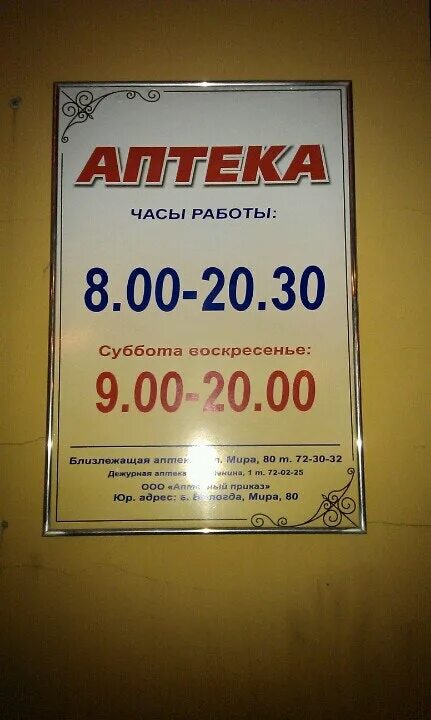 АПТЕКА
ЧАСЫ РАБОТЫ:
8.00-20.30
Суббота воскресенье:
9.00-20.00
Близлежащая аптека Мира, 80 т. 72-30-32
Дежурная аптека 1 т. 72-02-25
ООО «Аптечный приказ)
Юр. адрес: г. Вологда, Мира, 80